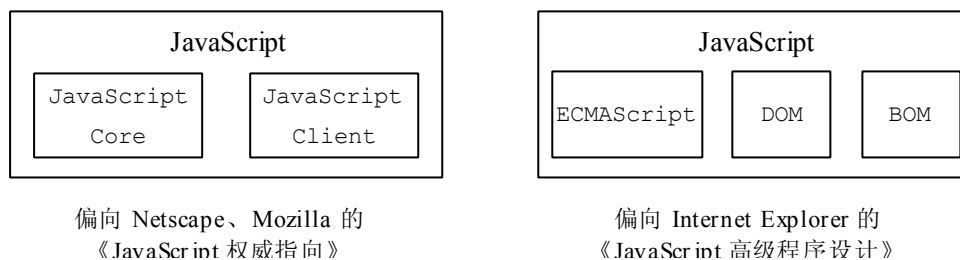 JavaScript
JavaScript Core
JavaScript Client
JavaScript
ECMAScript
DOM
BOM
偏向 Netscape、Mozilla 的
《JavaScript 权威指向》
偏向 Internet Explorer 的
《JavaScript 高级程序设计》